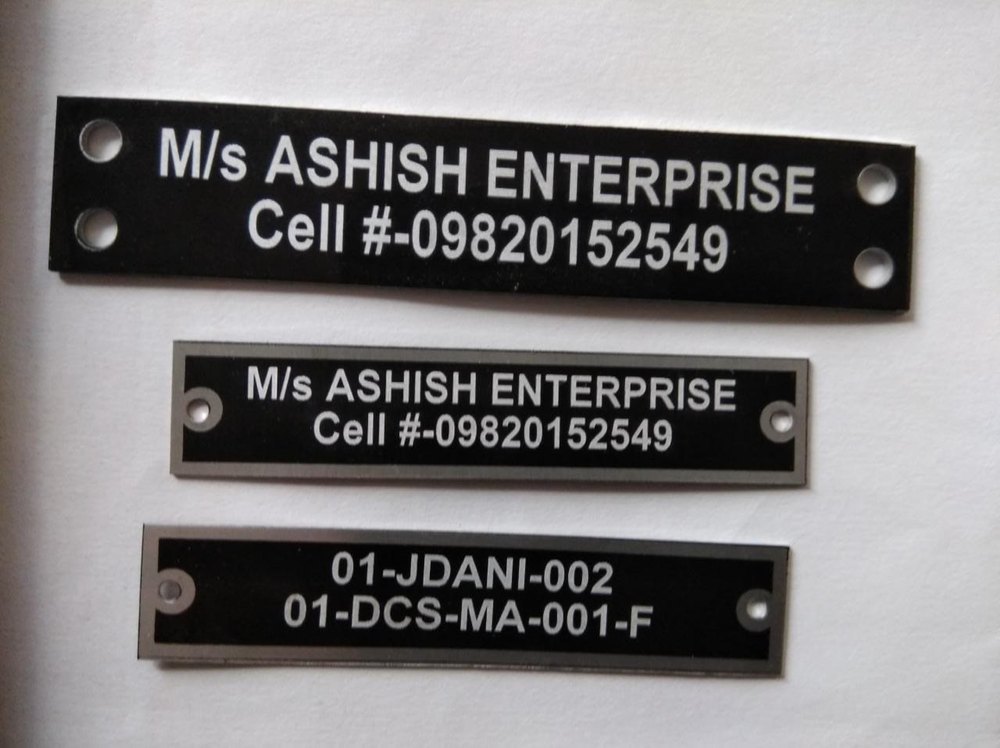 M/s ASHISH ENTERPRISE
Cell #-09820152549
M/s ASHISH ENTERPRISE
Cell #-09820152549
01-JDANI-002
01-DCS-MA-001-F